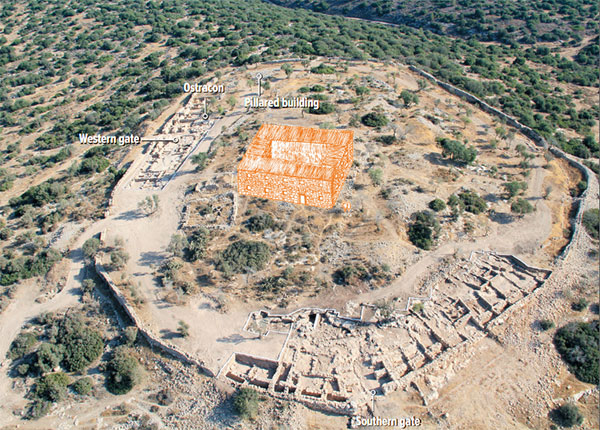 Ostracon
Pillared building
Western gate
Southern gate